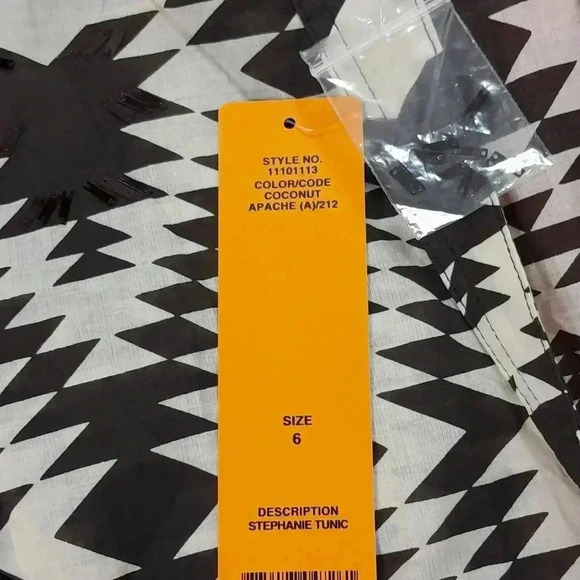 STYLE NO.
11101113
COLOR/CODE
COCONUT
APACHE (A)/212
SIZE
6
DESCRIPTION
STEPHANIE TUNIC